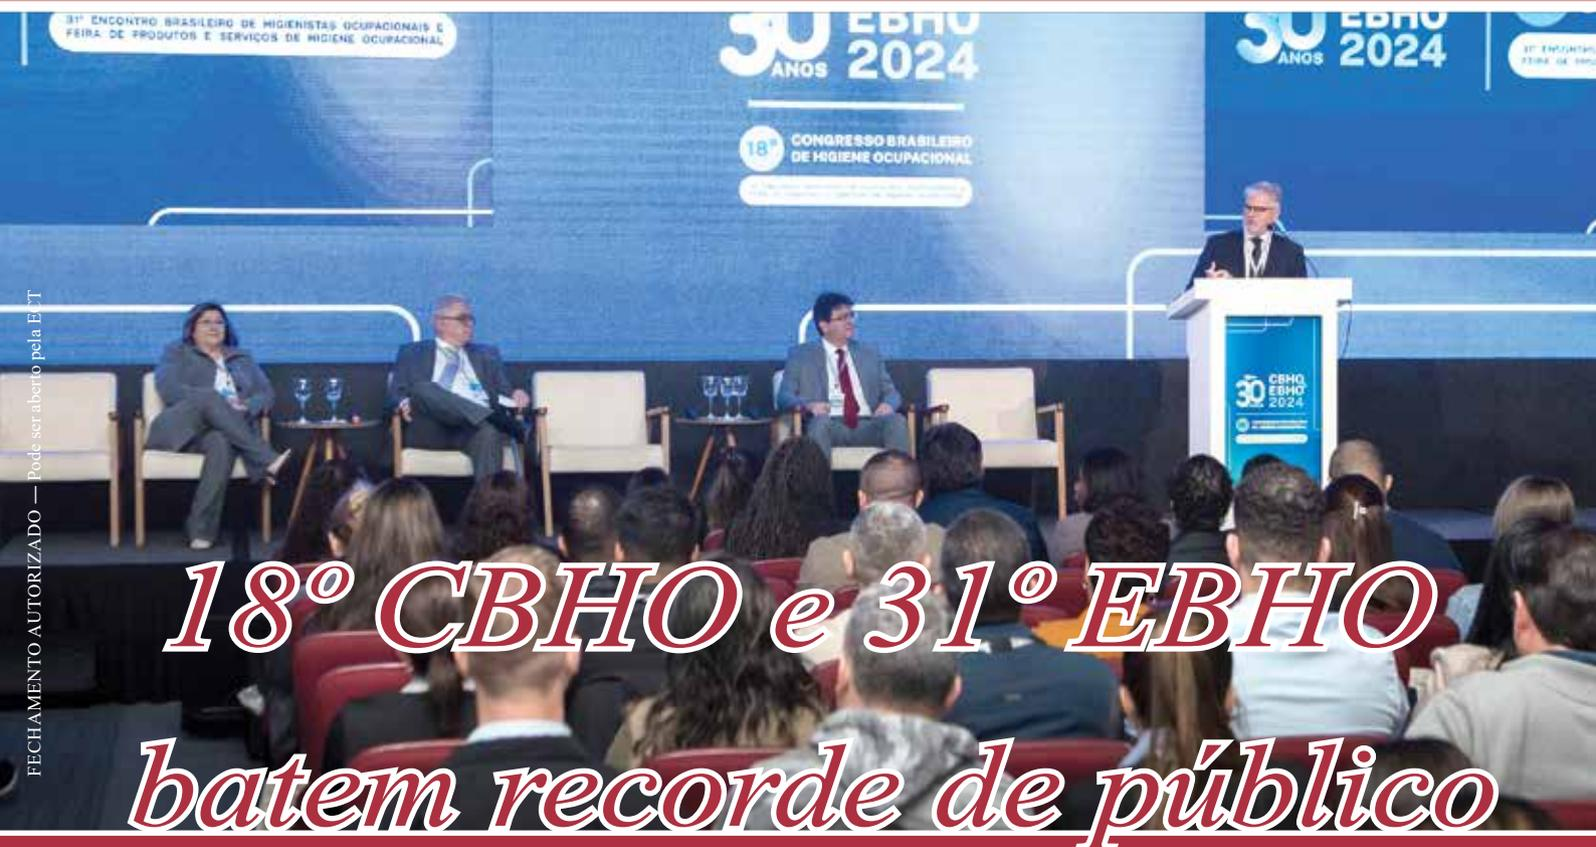 31º ENCONTRO BRASILEIRO DE HIGIENISTAS OCUPACIONAIS E
FEIRA DE PRODUTOS E SERVIÇOS DE HIGIENE OCUPACIONAL
30 ANOS
EBHO
2024
18º
CONGRESSO BRASILEIRO
DE HIGIENE OCUPACIONAL
30 ANOS
EBHO
2024
30
CBHO
EBHO
2024
FECHAMENTO AUTORIZADO — Pode ser aberto pela ECT
18º CBHO e 31º EBHO
batem recorde de público